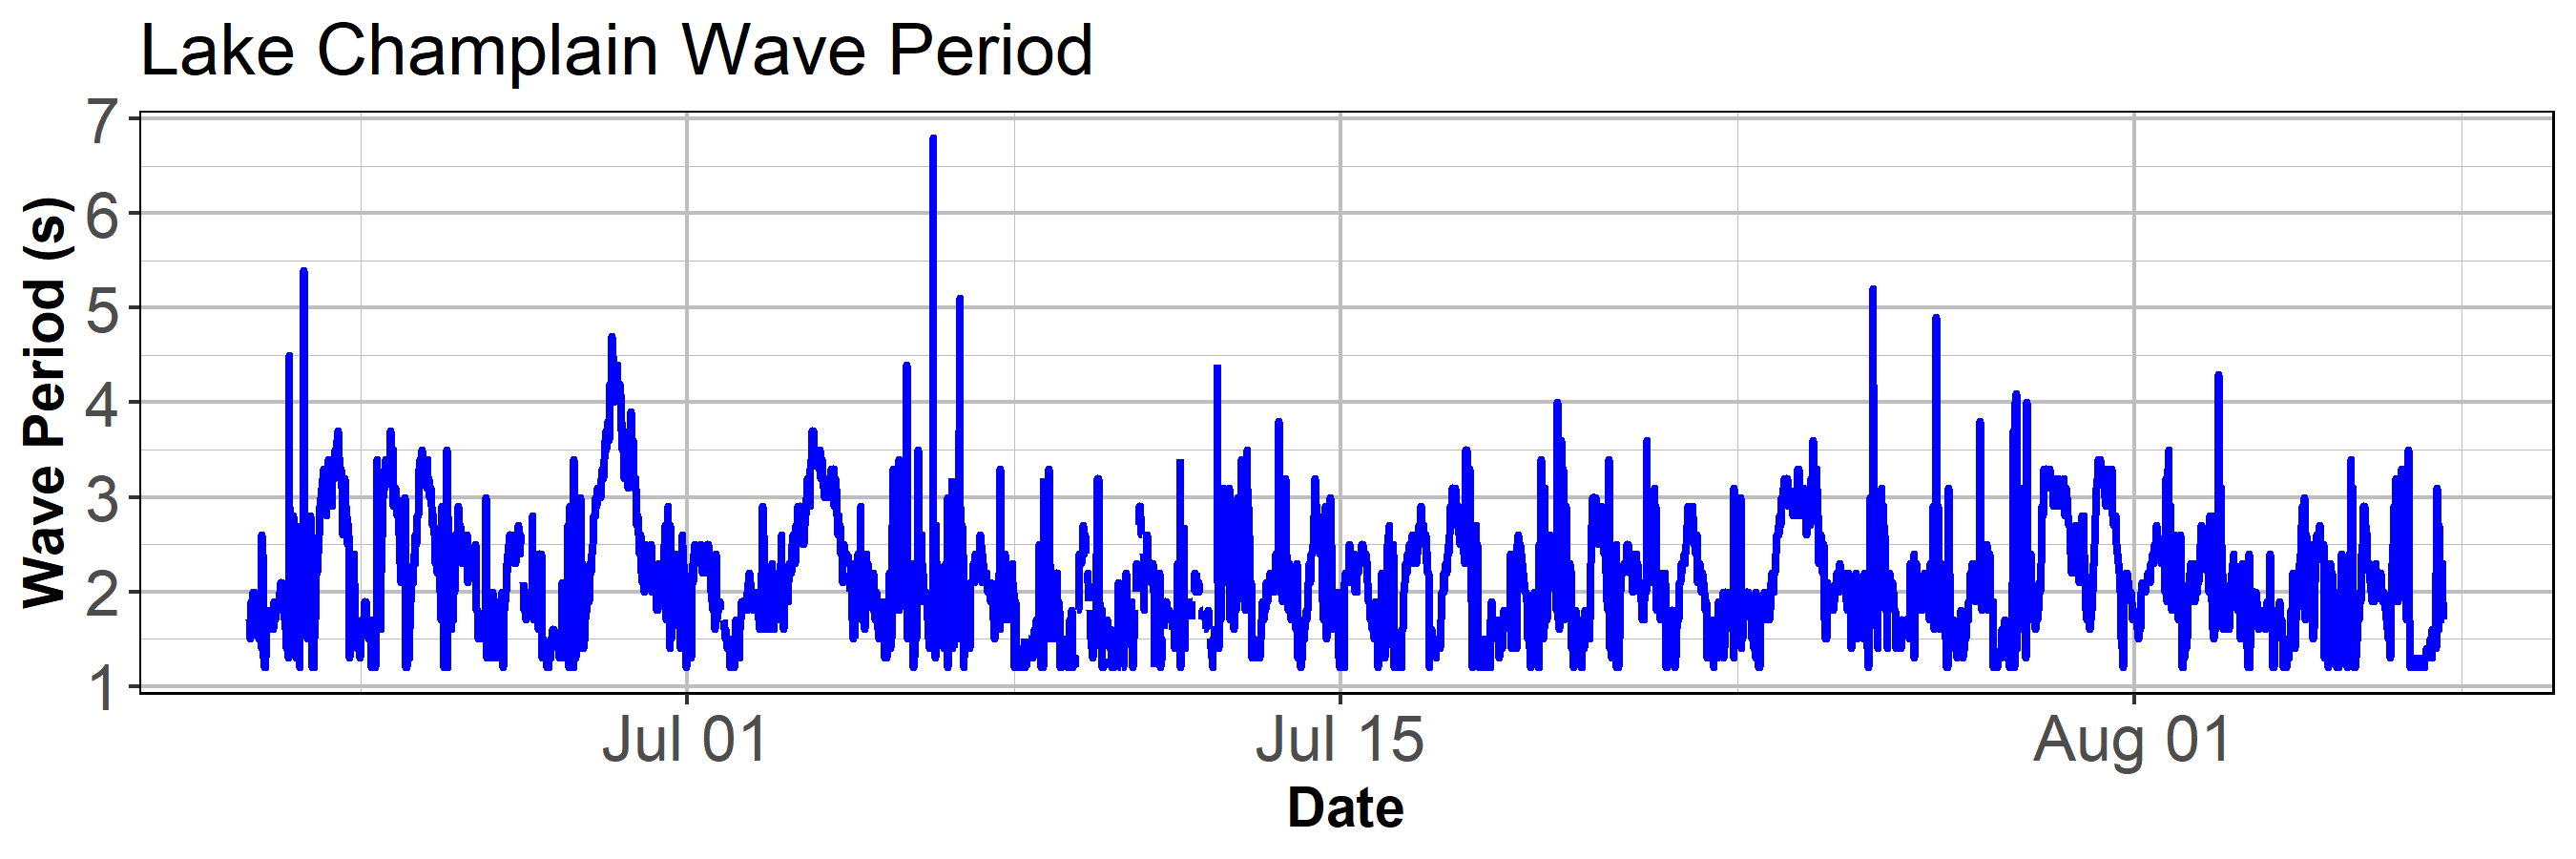 Lake Champlain Wave Period
Wave Period (s)
7
6
5
4
3
2
1
Jul 01
Jul 15
Aug 01
Date